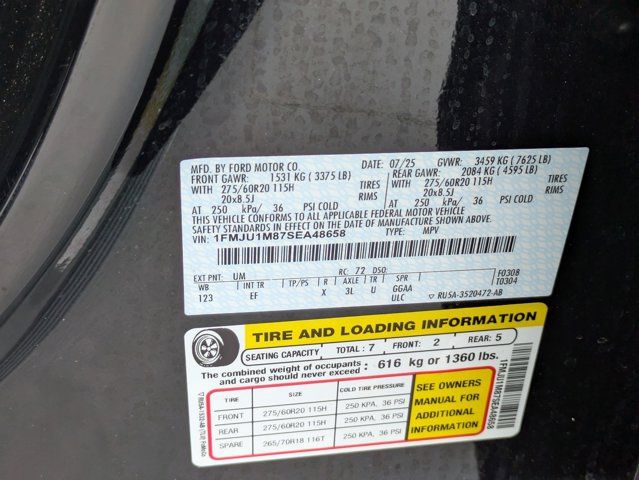 MFD. BY FORD MOTOR CO. DATE: 07/25 GVWR: 3459 KG ( 7625 LB)
FRONT GAWR: 1531 KG ( 3375 LB) REAR GAWR: 2084 KG ( 4595 LB)
WITH 275/60R20 115H TIRES WITH 275/60R20 115H TIRES
20x8.5J RIMS 20x8.5J RIMS
AT 250 kPa/ 36 PSI COLD AT 250 kPa/ 36 PSI COLD
THIS VEHICLE CONFORMS TO ALL APPLICABLE FEDERAL MOTOR VEHICLE
SAFETY STANDARDS IN EFFECT ON THE DATE OF MANUFACTURE SHOWN ABOVE.
VIN: 1FMJU1M87SEA48658 TYPE: MPV
EXT PNT: UM RC: 72 DSO: F0308
WB INT TR TP/PS R AXLE TR SPR T0304
123 EF X 3L U GGAA
ULC ▽ RU5A-3520472-AB
TIRE AND LOADING INFORMATION
SEATING CAPACITY TOTAL : 7 FRONT: 2 REAR: 5
The combined weight of occupants
and cargo should never exceed : 616 kg or 1360 lbs.
TIRE SIZE COLD TIRE PRESSURE
FRONT 275/60R20 115H 250 KPA, 36 PSI
REAR 275/60R20 115H 250 KPA, 36 PSI
SPARE 265/70R18 116T 250 KPA, 36 PSI
SEE OWNERS
MANUAL FOR
ADDITIONAL
INFORMATION
1FMJU1M87SEA48658